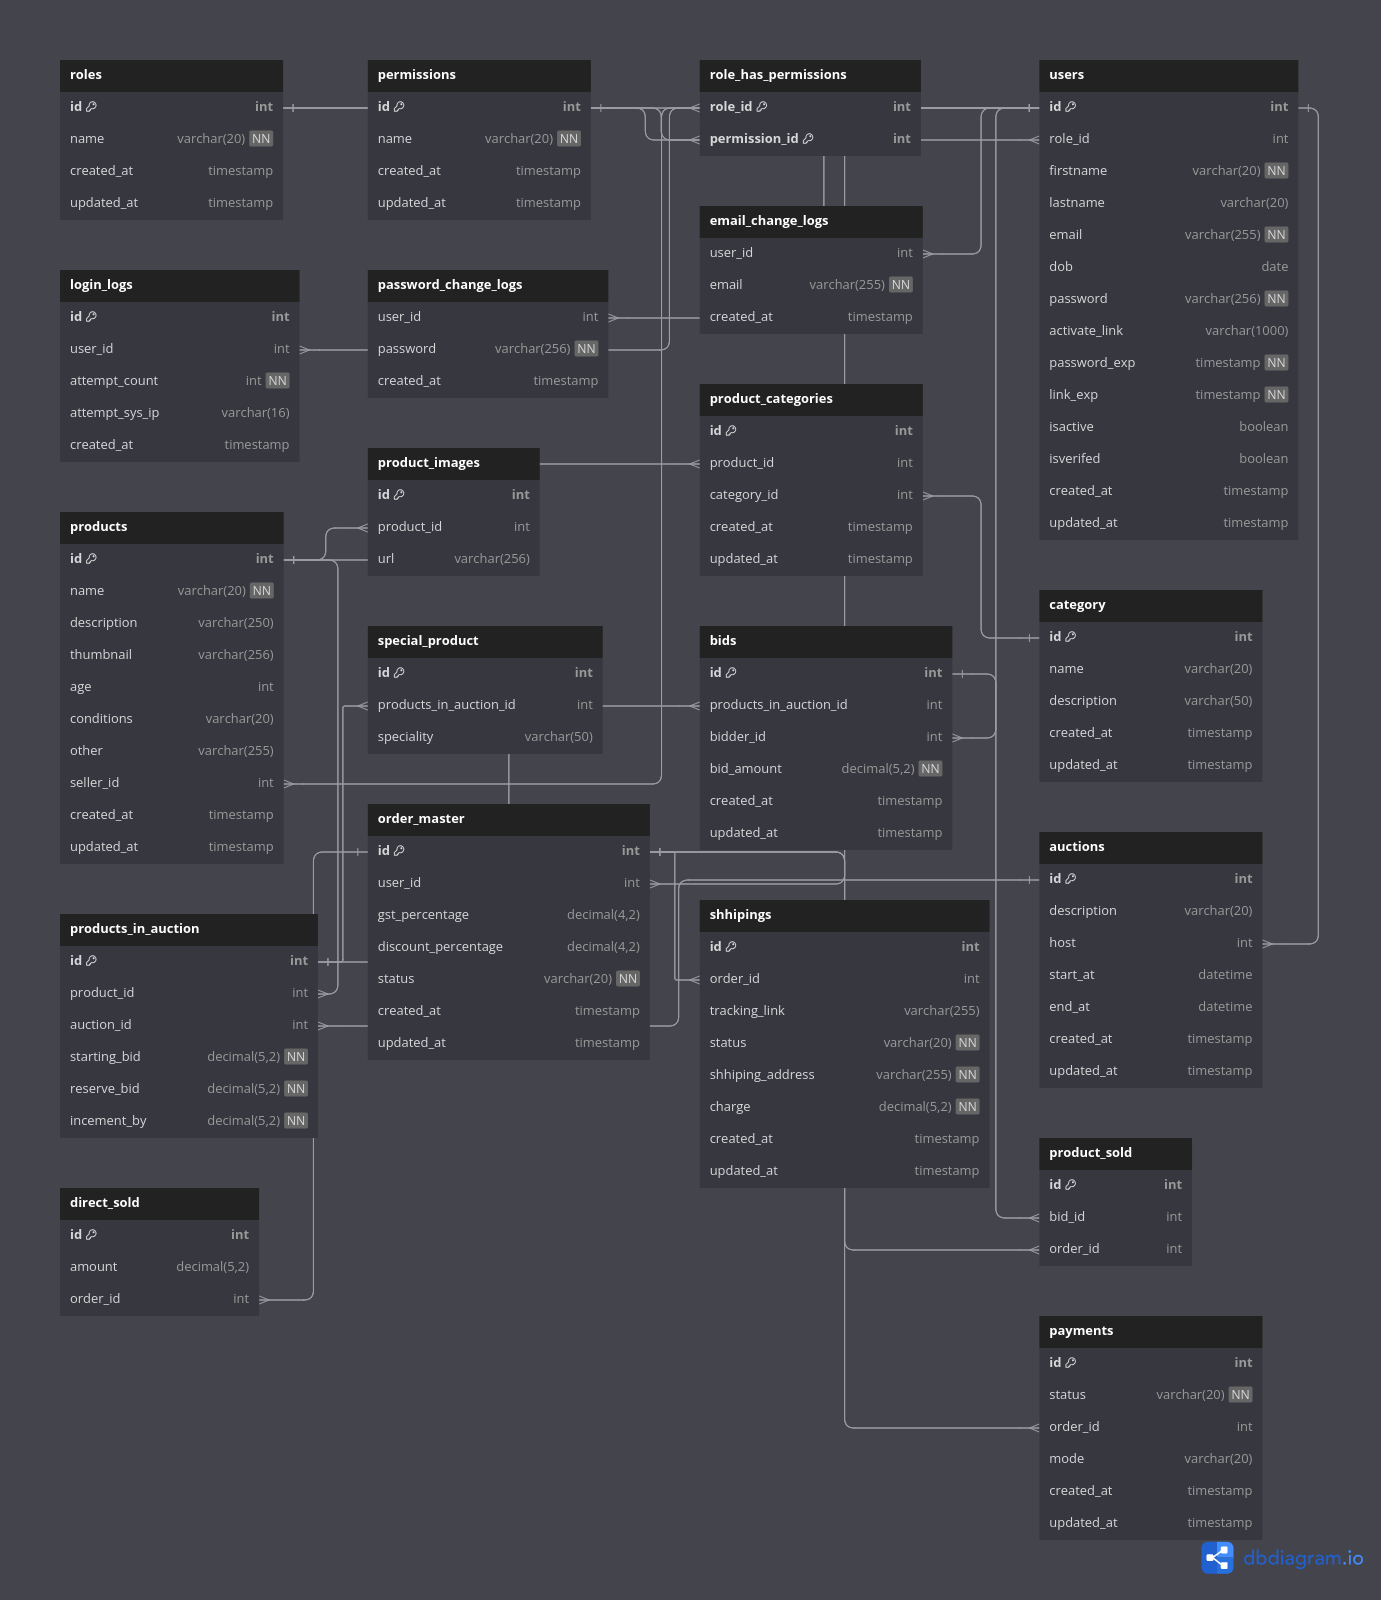 roles
id int
name varchar(20) NN
created_at timestamp
updated_at timestamp
permissions
id int
name varchar(20) NN
created_at timestamp
updated_at timestamp
role_has_permissions
role_id int
permission_id int
users
id int
role_id int
firstname varchar(20) NN
lastname varchar(20)
email varchar(255) NN
dob date
password varchar(256) NN
activate_link varchar(1000)
password_exp timestamp NN
link_exp timestamp NN
isactive boolean
isverifed boolean
created_at timestamp
updated_at timestamp
email_change_logs
user_id int
email varchar(255) NN
created_at timestamp
login_logs
id int
user_id int
attempt_count int NN
attempt_sys_ip varchar(16)
created_at timestamp
password_change_logs
user_id int
password varchar(256) NN
created_at timestamp
product_categories
id int
product_id int
category_id int
created_at timestamp
updated_at timestamp
product_images
id int
product_id int
url varchar(256)
products
id int
name varchar(20) NN
description varchar(250)
thumbnail varchar(256)
age int
conditions varchar(20)
other varchar(255)
seller_id int
created_at timestamp
updated_at timestamp
category
id int
name varchar(20)
description varchar(50)
created_at timestamp
updated_at timestamp
special_product
id int
products_in_auction_id int
speciality varchar(50)
bids
id int
products_in_auction_id int
bidder_id int
bid_amount decimal(5,2) NN
created_at timestamp
updated_at timestamp
order_master
id int
user_id int
gst_percentage decimal(4,2)
discount_percentage decimal(4,2)
status varchar(20) NN
created_at timestamp
updated_at timestamp
auctions
id int
description varchar(20)
host int
start_at datetime
end_at datetime
created_at timestamp
updated_at timestamp
products_in_auction
id int
product_id int
auction_id int
starting_bid decimal(5,2) NN
reserve_bid decimal(5,2) NN
incement_by decimal(5,2) NN
shhipings
id int
order_id int
tracking_link varchar(255)
status varchar(20) NN
shhiping_address varchar(255) NN
charge decimal(5,2) NN
created_at timestamp
updated_at timestamp
product_sold
id int
bid_id int
order_id int
direct_sold
id int
amount decimal(5,2)
order_id int
payments
id int
status varchar(20) NN
order_id int
mode varchar(20)
created_at timestamp
updated_at timestamp
dbdiagram.io